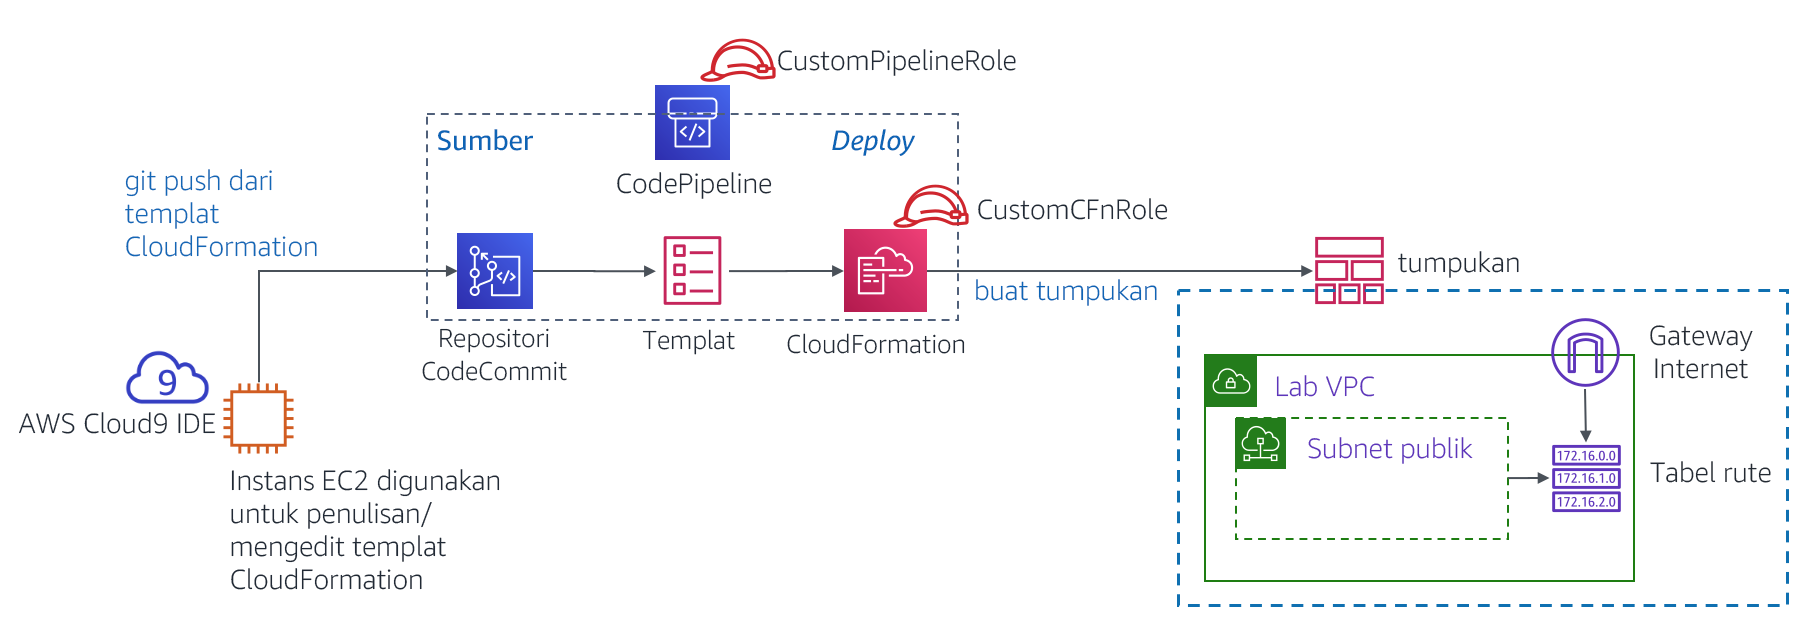 CustomPipelineRole
Sumber
Deploy
CodePipeline
git push dari
templat
CloudFormation
CustomCFnRole
Repositori
CodeCommit
Templat
CloudFormation
buat tumpukan
tumpukan
9
AWS Cloud9 IDE
Instans EC2 digunakan
untuk penulisan/
mengedit templat
CloudFormation
Gateway
Internet
Lab VPC
Subnet publik
172.16.0.0
172.16.1.0
172.16.2.0
Tabel rute